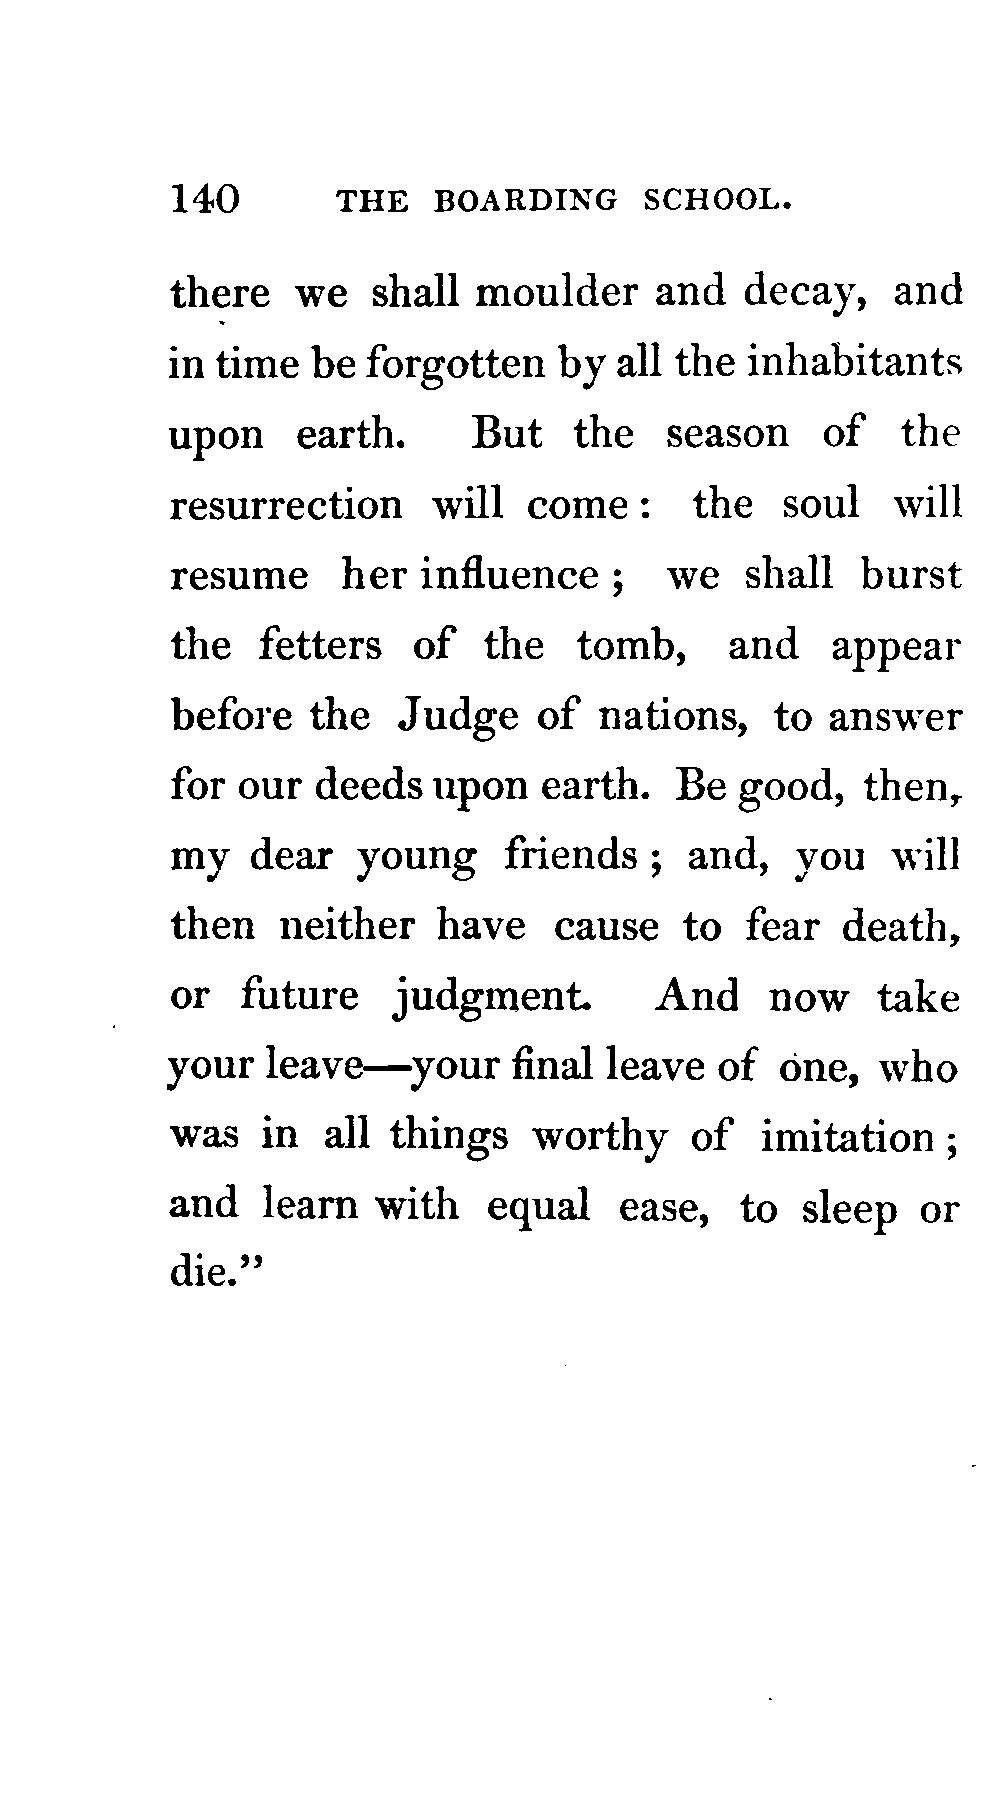 140 THE BOARDING SCHOOL.
there we shall moulder and decay, and
in time be forgotten by all the inhabitants
upon earth. But the season of the
resurrection will come: the soul will
resume her influence; we shall burst
the fetters of the tomb, and appear
before the Judge of nations, to answer
for our deeds upon earth. Be good, then,
my dear young friends; and, you will
then neither have cause to fear death,
or future judgment. And now take
your leave—your final leave of one, who
was in all things worthy of imitation;
and learn with equal ease, to sleep or
die."